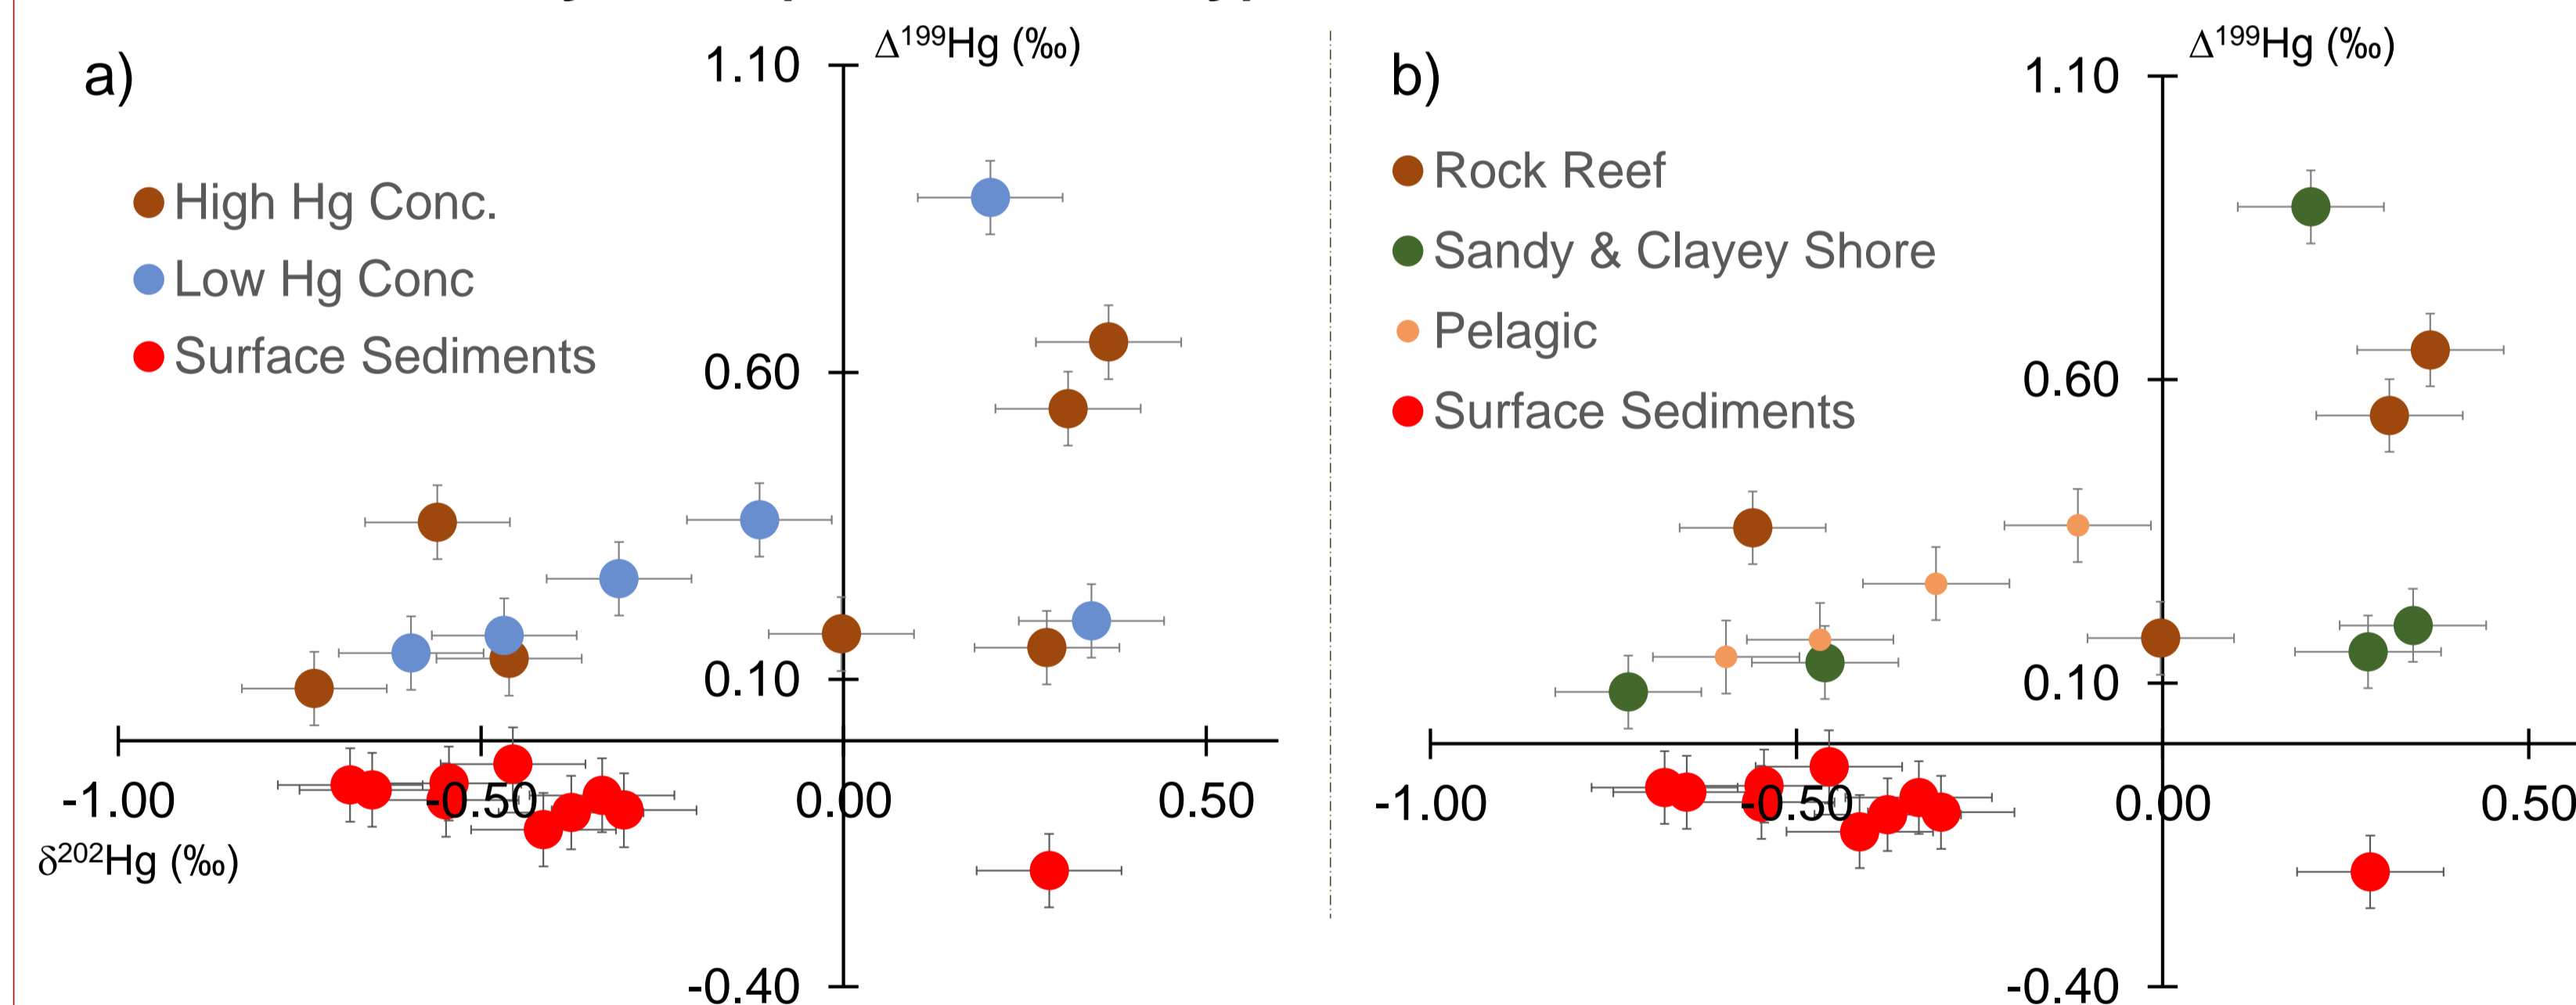 a)
Δ¹⁹⁹Hg (‰)
1.10
High Hg Conc.
Low Hg Conc
Surface Sediments
0.60
0.10
-1.00
-0.50
0.00
0.50
δ²⁰²Hg (‰)
-0.40
b)
Δ¹⁹⁹Hg (‰)
1.10
Rock Reef
Sandy & Clayey Shore
Pelagic
Surface Sediments
0.60
0.10
-1.00
-0.50
0.00
0.50
-0.40